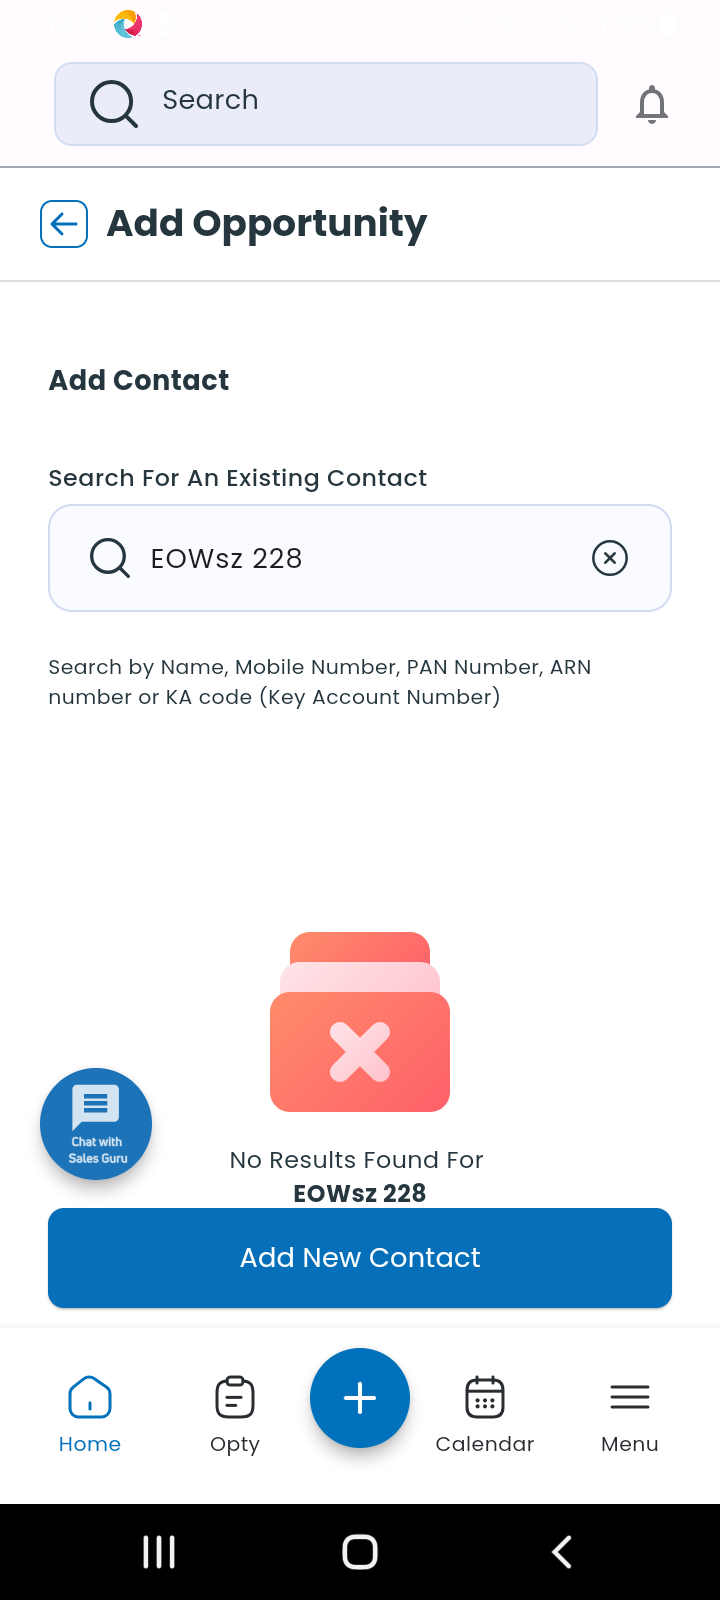 Search
Add Opportunity
Add Contact
Search For An Existing Contact
EOWsz 228
Search by Name, Mobile Number, PAN Number, ARN
number or KA code (Key Account Number)
Chat with
Sales Guru
No Results Found For
EOWsz 228
Add New Contact
Home
Opty
Calendar
Menu